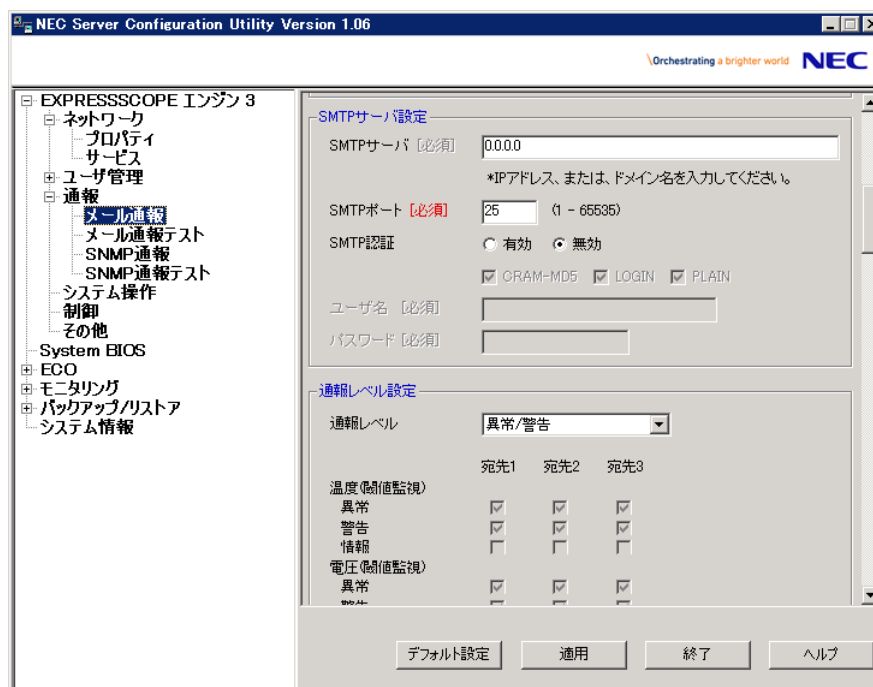 NEC Server Configuration Utility Version 1.06
\Orchestrating a brighter world NEC
EXPRESSSCOPE エンジン 3
ネットワーク
プロパティ
サービス
ユーザ管理
通報
メール通報
メール通報テスト
SNMP通報
SNMP通報テスト
システム操作
制御
その他
System BIOS
ECO
モニタリング
バックアップ/リストア
システム情報
SMTPサーバ設定
SMTPサーバ [必須] 0.0.0.0
*IPアドレス、または、ドメイン名を入力してください。
SMTPポート [必須] 25 (1 - 65535)
SMTP認証 有効 無効
CRAM-MD5 LOGIN PLAIN
ユーザ名 [必須]
パスワード [必須]
通報レベル設定
通報レベル 異常/警告
宛先1 宛先2 宛先3
温度(閾値監視)
異常
警告
情報
電圧(閾値監視)
異常
警告
デフォルト設定 適用 終了 ヘルプ